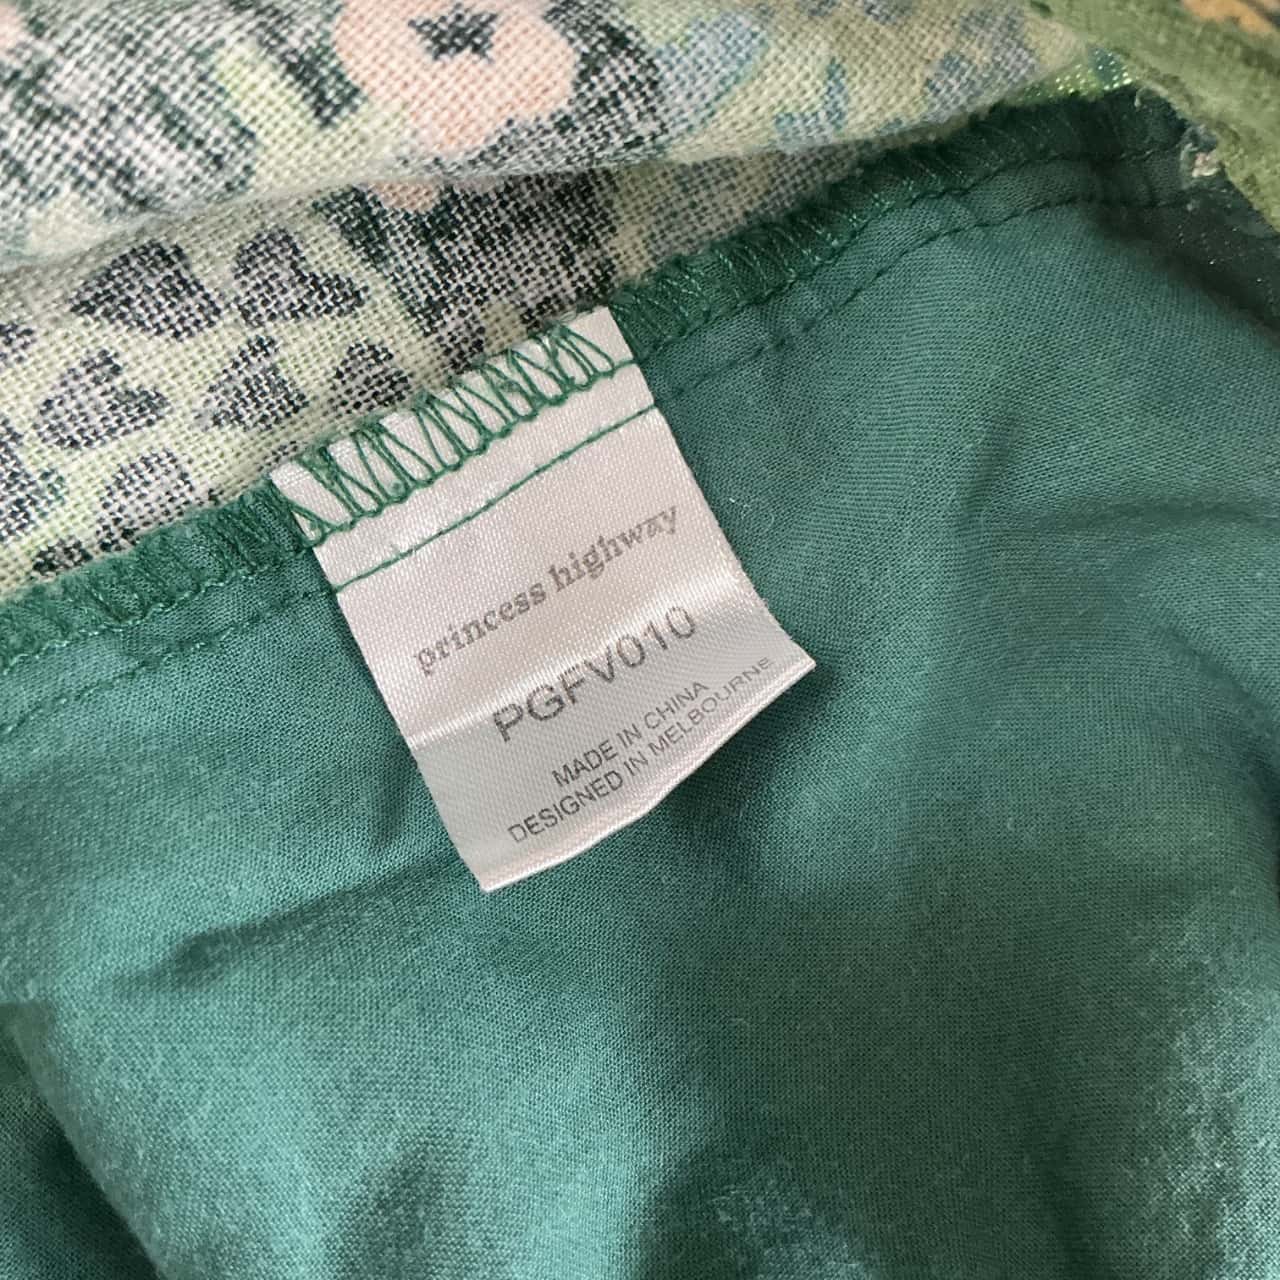 princess highway
PGFV010
MADE IN CHINA
DESIGNED IN MELBOURNE